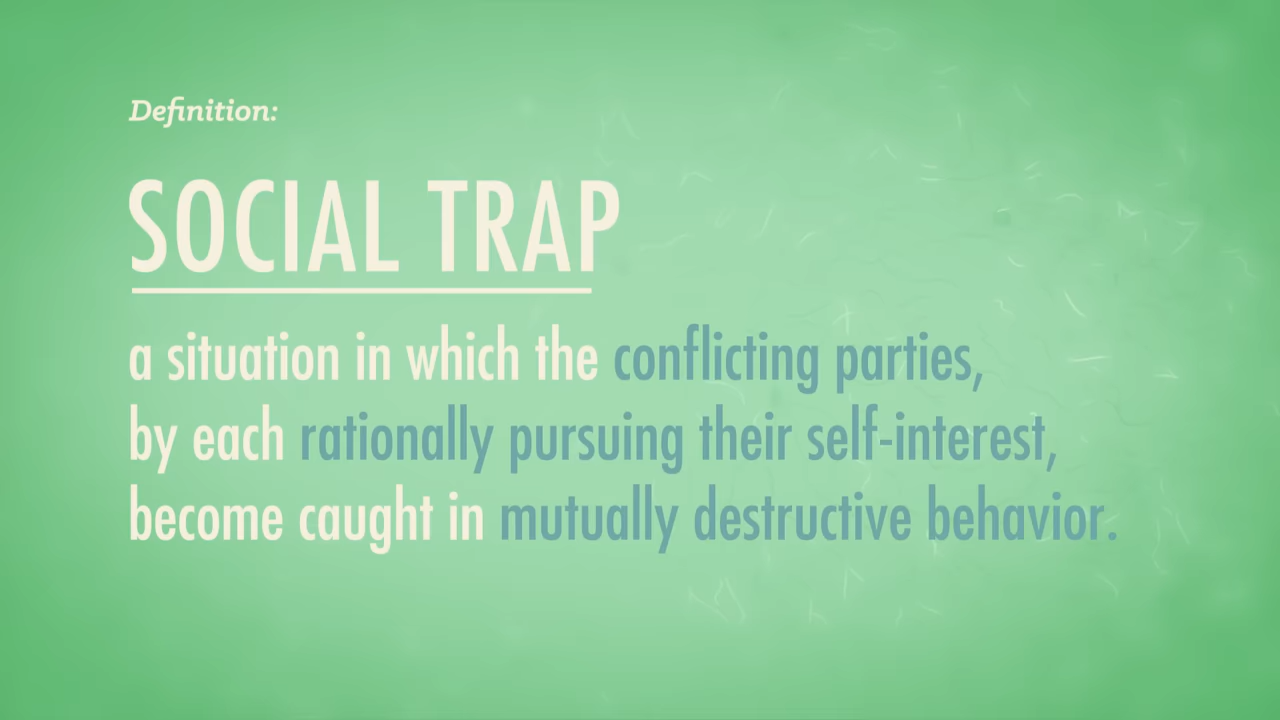 Definition:
SOCIAL TRAP
a situation in which the conflicting parties,
by each rationally pursuing their self-interest,
become caught in mutually destructive behavior.